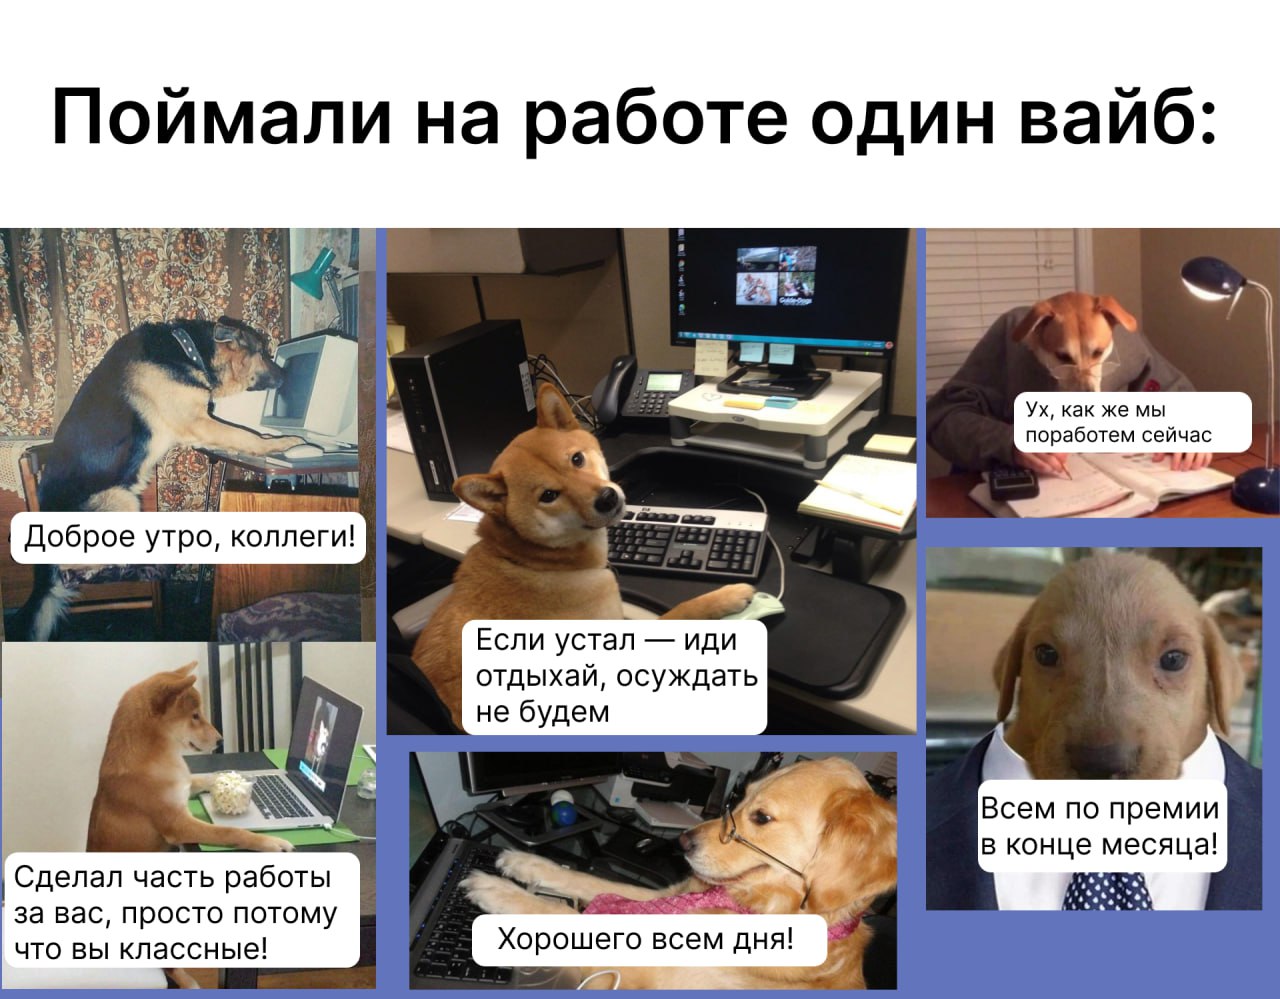 Поймали на работе один вайб:
Доброе утро, коллеги!
Если устал — иди
отдыхай, осуждать
не будем
Ух, как же мы
поработем сейчас
Сделал часть работы
за вас, просто потому
что вы классные!
Хорошего всем дня!
Всем по премии
в конце месяца!